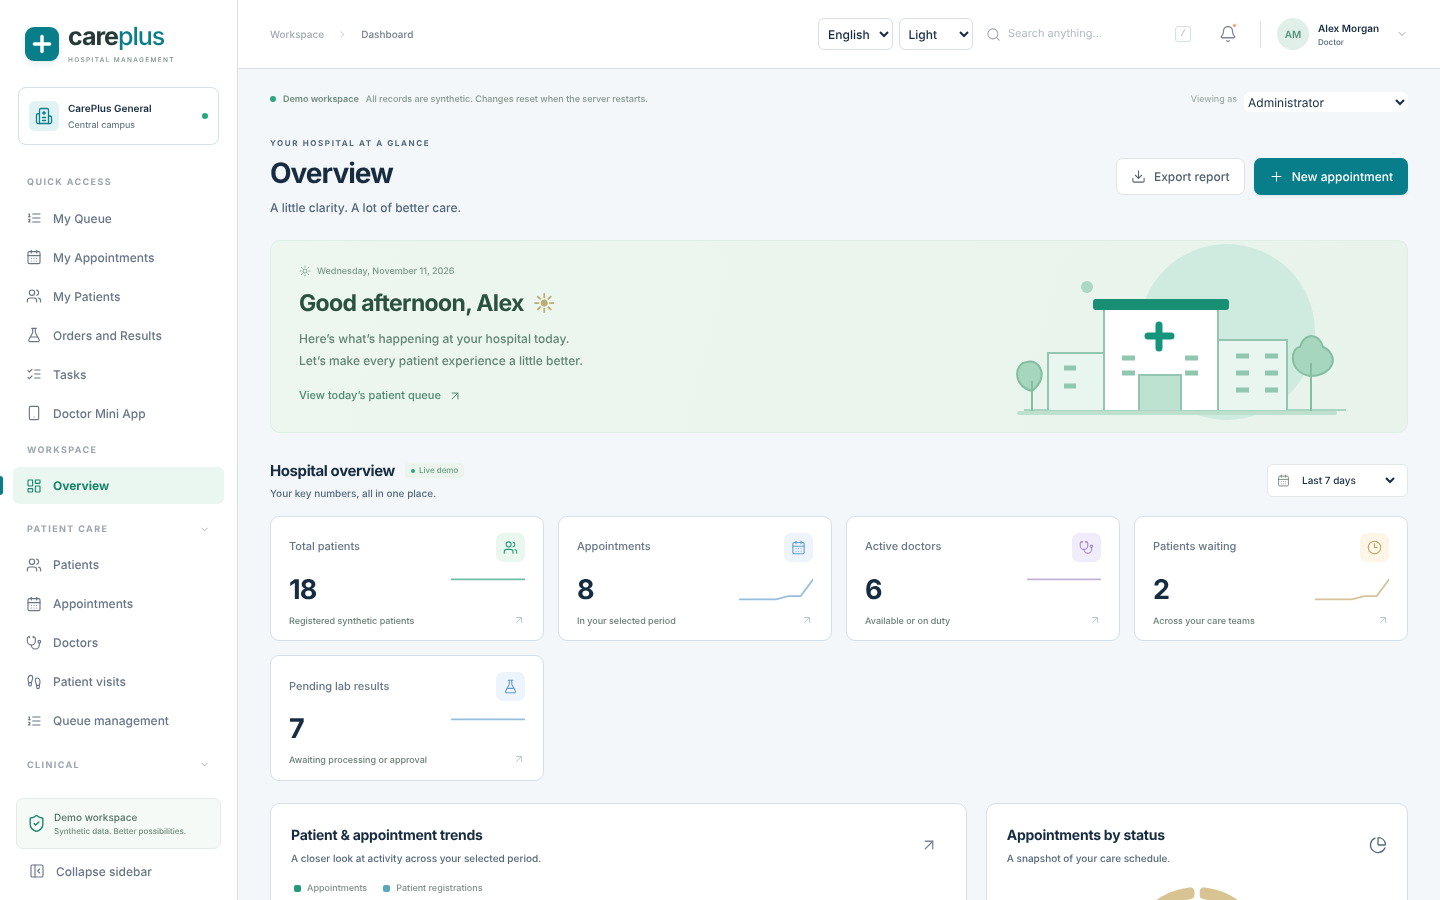 careplus
HOSPITAL MANAGEMENT
CarePlus General
Central campus
QUICK ACCESS
My Queue
My Appointments
My Patients
Orders and Results
Tasks
Doctor Mini App
WORKSPACE
Overview
PATIENT CARE
Patients
Appointments
Doctors
Patient visits
Queue management
CLINICAL
Demo workspace
Synthetic data. Better possibilities.
Collapse sidebar
Workspace
Dashboard
English
Light
Search anything...
/
AM
Alex Morgan
Doctor
Demo workspace All records are synthetic. Changes reset when the server restarts.
Viewing as
Administrator
YOUR HOSPITAL AT A GLANCE
Overview
A little clarity. A lot of better care.
Export report
New appointment
Wednesday, November 11, 2026
Good afternoon, Alex
Here's what's happening at your hospital today.
Let's make every patient experience a little better.
View today's patient queue
Hospital overview
Live demo
Your key numbers, all in one place.
Last 7 days
Total patients
18
Registered synthetic patients
Appointments
8
In your selected period
Active doctors
6
Available or on duty
Patients waiting
2
Across your care teams
Pending lab results
7
Awaiting processing or approval
Patient & appointment trends
A closer look at activity across your selected period.
Appointments
Patient registrations
Appointments by status
A snapshot of your care schedule.